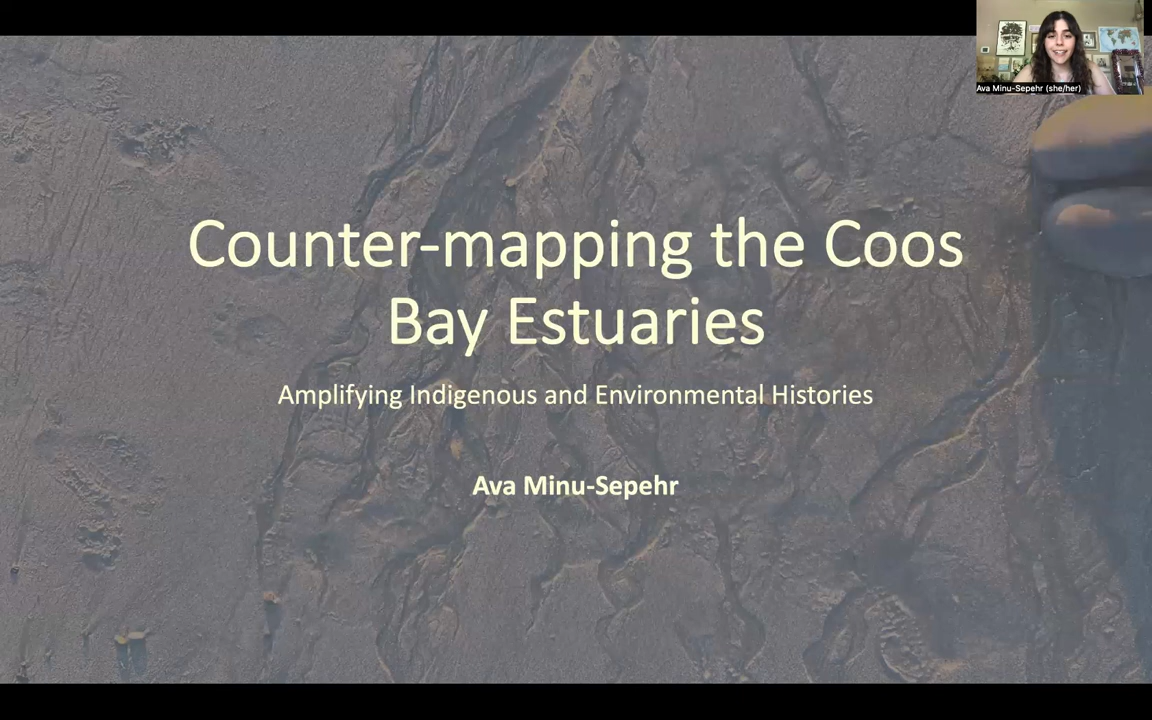 Ava Minu-Sepehr (she/her)
Counter-mapping the Coos
Bay Estuaries
Amplifying Indigenous and Environmental Histories
Ava Minu-Sepehr